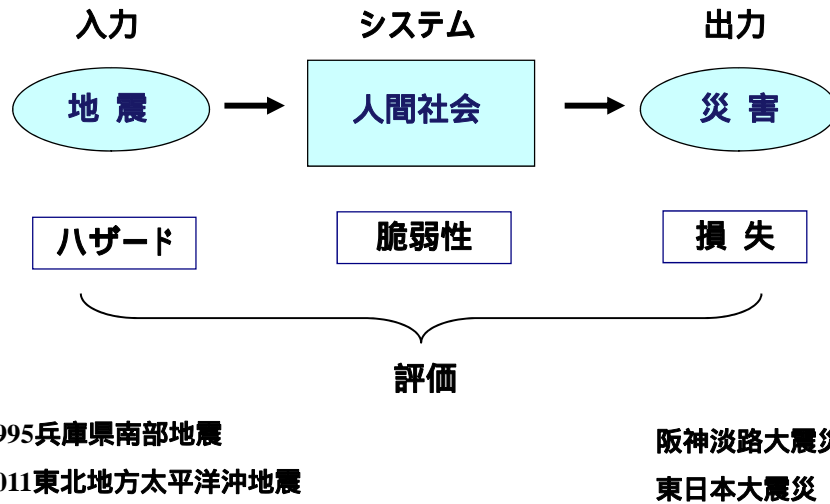 入力 システム 出力
地 震 人間社会 災 害
ハザード 脆弱性 損 失
評価
995兵庫県南部地震
阪神淡路大震災
011東北地方太平洋沖地震
東日本大震災